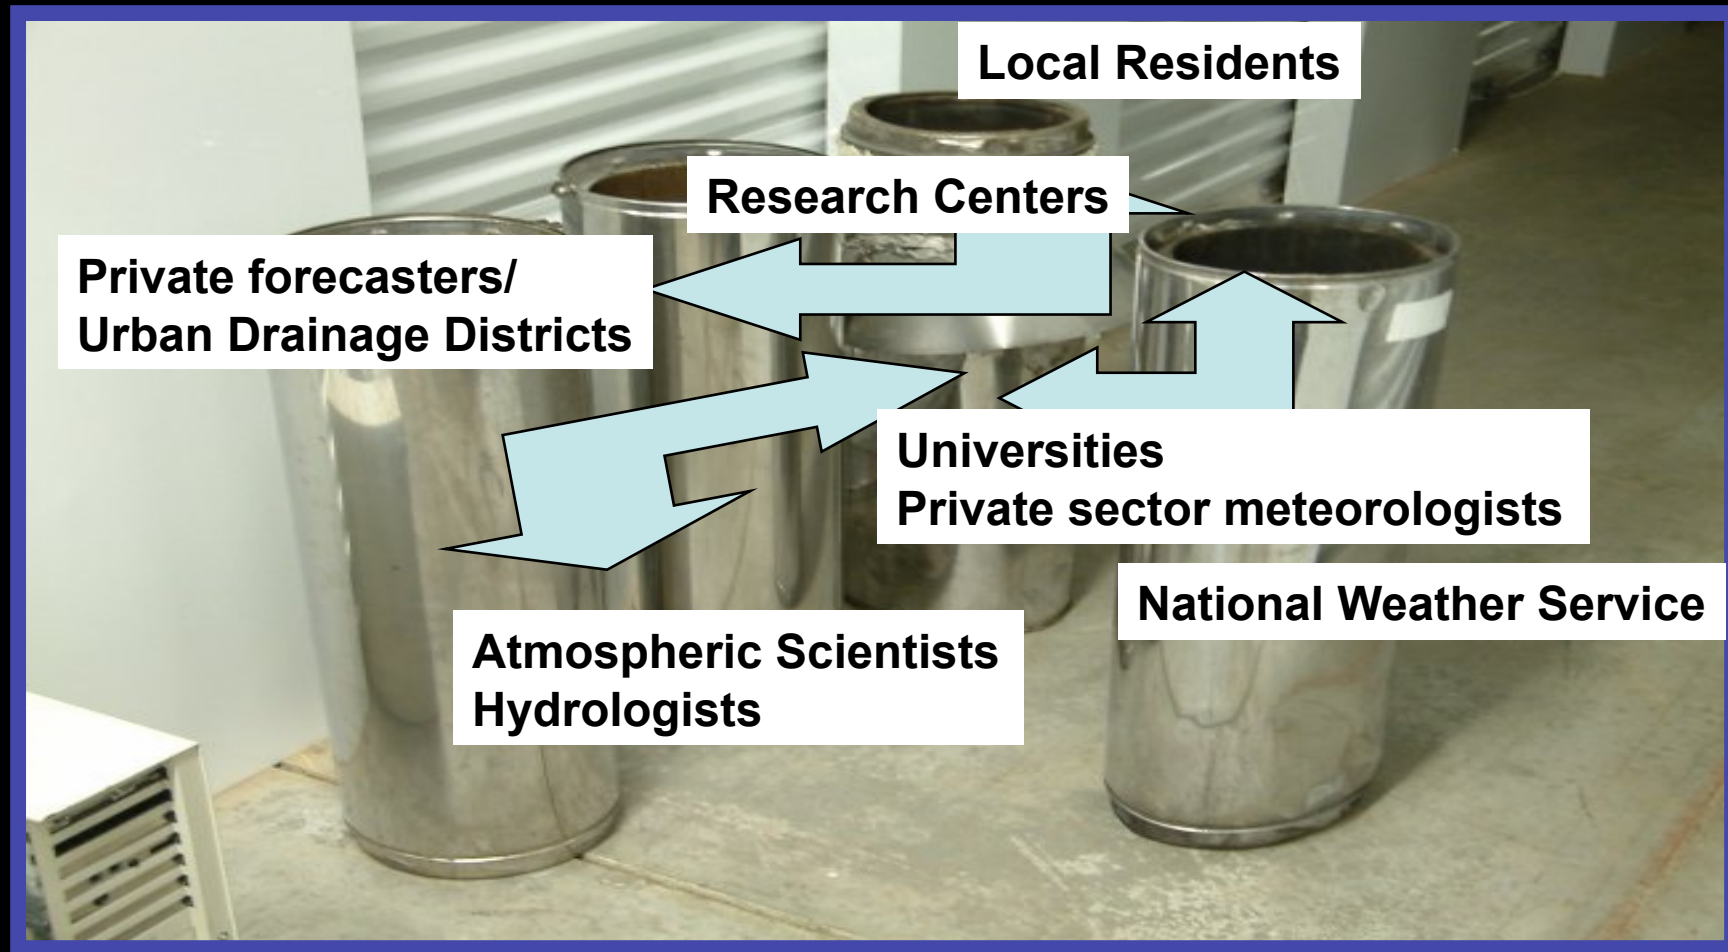 Local Residents
Research Centers
Private forecasters/
Urban Drainage Districts
Universities
Private sector meteorologists
National Weather Service
Atmospheric Scientists
Hydrologists